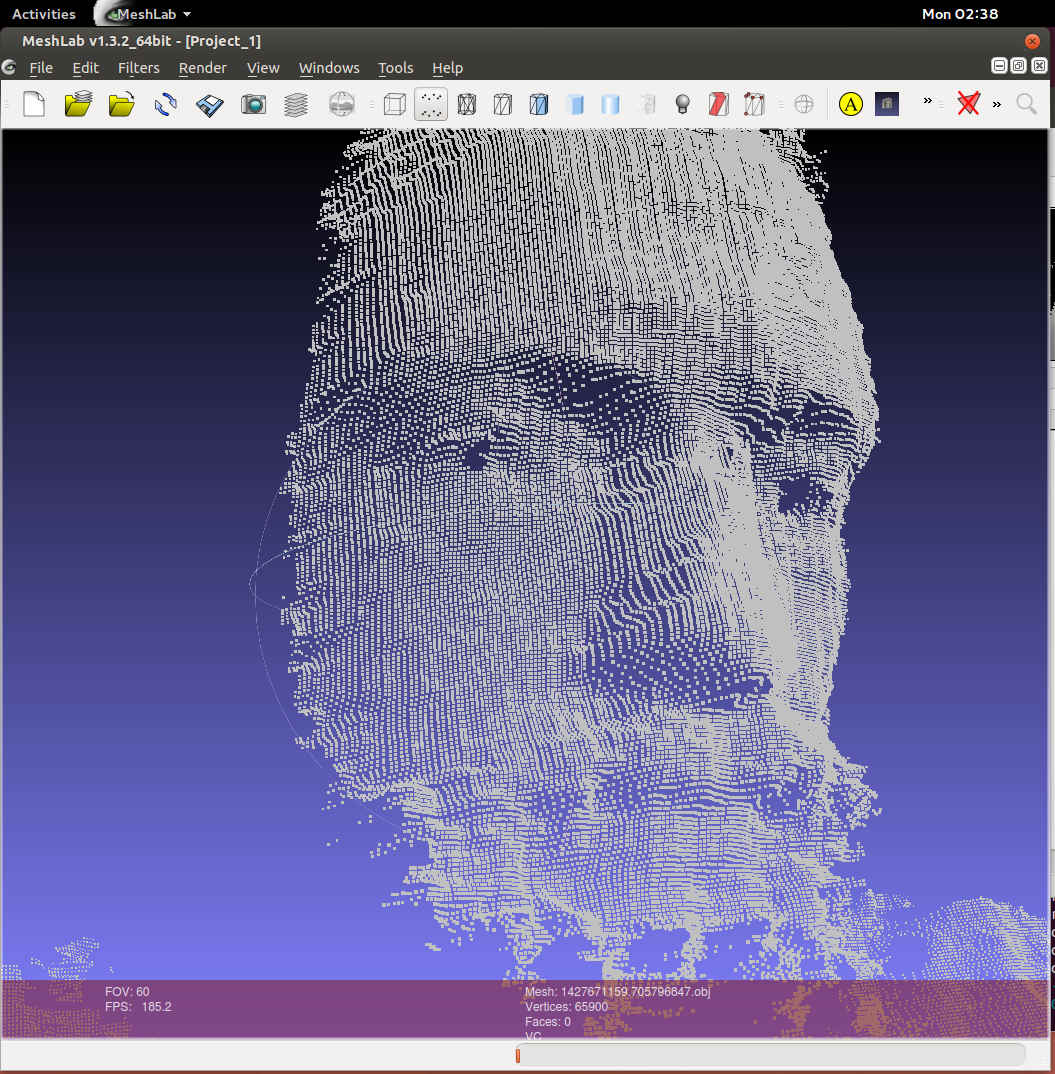 Activities MeshLab Mon 02:38
MeshLab v1.3.2_64bit - [Project_1]
File Edit Filters Render View Windows Tools Help
A
FOV: 60
FPS: 185.2
Mesh: 1427671159.705796647.obj
Vertices: 65900
Faces: 0
VC